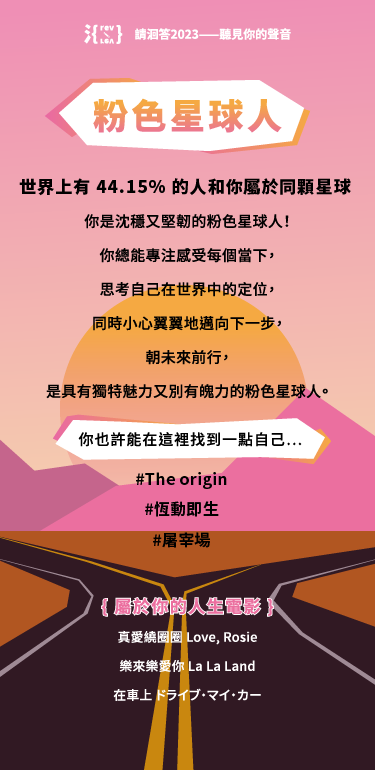 洄{rev LGA}
請洄答2023——聽見你的聲音
粉色星球人
世界上有 44.15% 的人和你屬於同顆星球
你是沈穩又堅韌的粉色星球人！
你總能專注感受每個當下，
思考自己在世界中的定位，
同時小心翼翼地邁向下一步，
朝未來前行，
是具有獨特魅力又別有魄力的粉色星球人。
你也許能在這裡找到一點自己...
#The origin
#恆動即生
#屠宰場
{ 屬於你的人生電影 }
真愛繞圈圈 Love, Rosie
樂來樂愛你 La La Land
在車上 ドライブ・マイ・カー